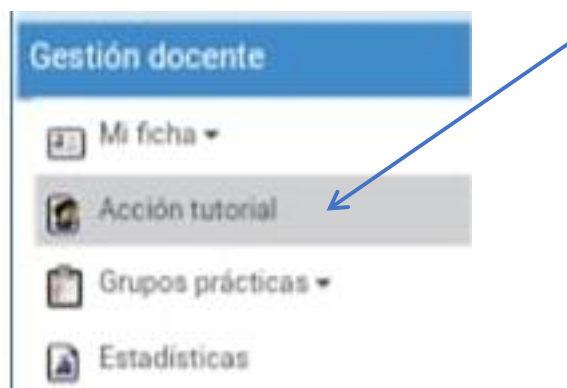 Gestión docente
Mi ficha
Acción tutorial
Grupos prácticas
Estadísticas